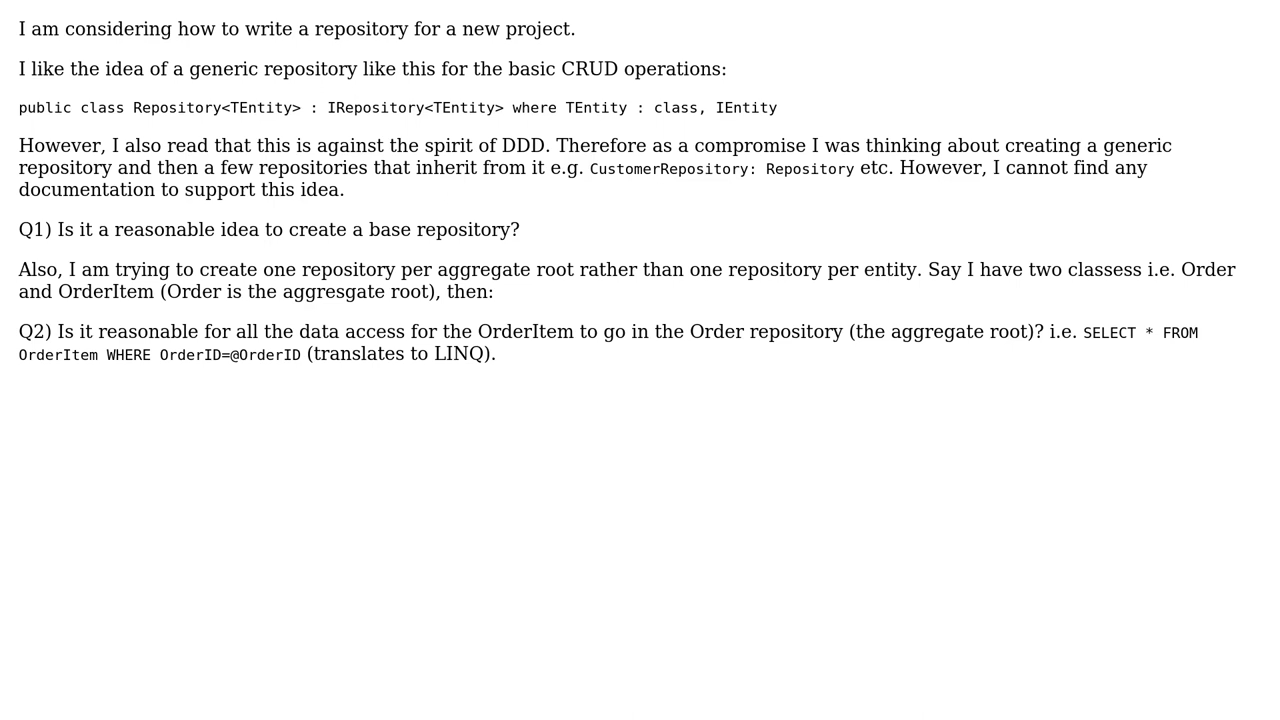 I am considering how to write a repository for a new project.
I like the idea of a generic repository like this for the basic CRUD operations:
public class Repository<TEntity> : IRepository<TEntity> where TEntity : class, IEntity
However, I also read that this is against the spirit of DDD. Therefore as a compromise I was thinking about creating a generic
repository and then a few repositories that inherit from it e.g. CustomerRepository: Repository etc. However, I cannot find any
documentation to support this idea.
Q1) Is it a reasonable idea to create a base repository?
Also, I am trying to create one repository per aggregate root rather than one repository per entity. Say I have two classess i.e. Order
and OrderItem (Order is the aggresgate root), then:
Q2) Is it reasonable for all the data access for the OrderItem to go in the Order repository (the aggregate root)? i.e. SELECT * FROM
OrderItem WHERE OrderID=@OrderID (translates to LINQ).